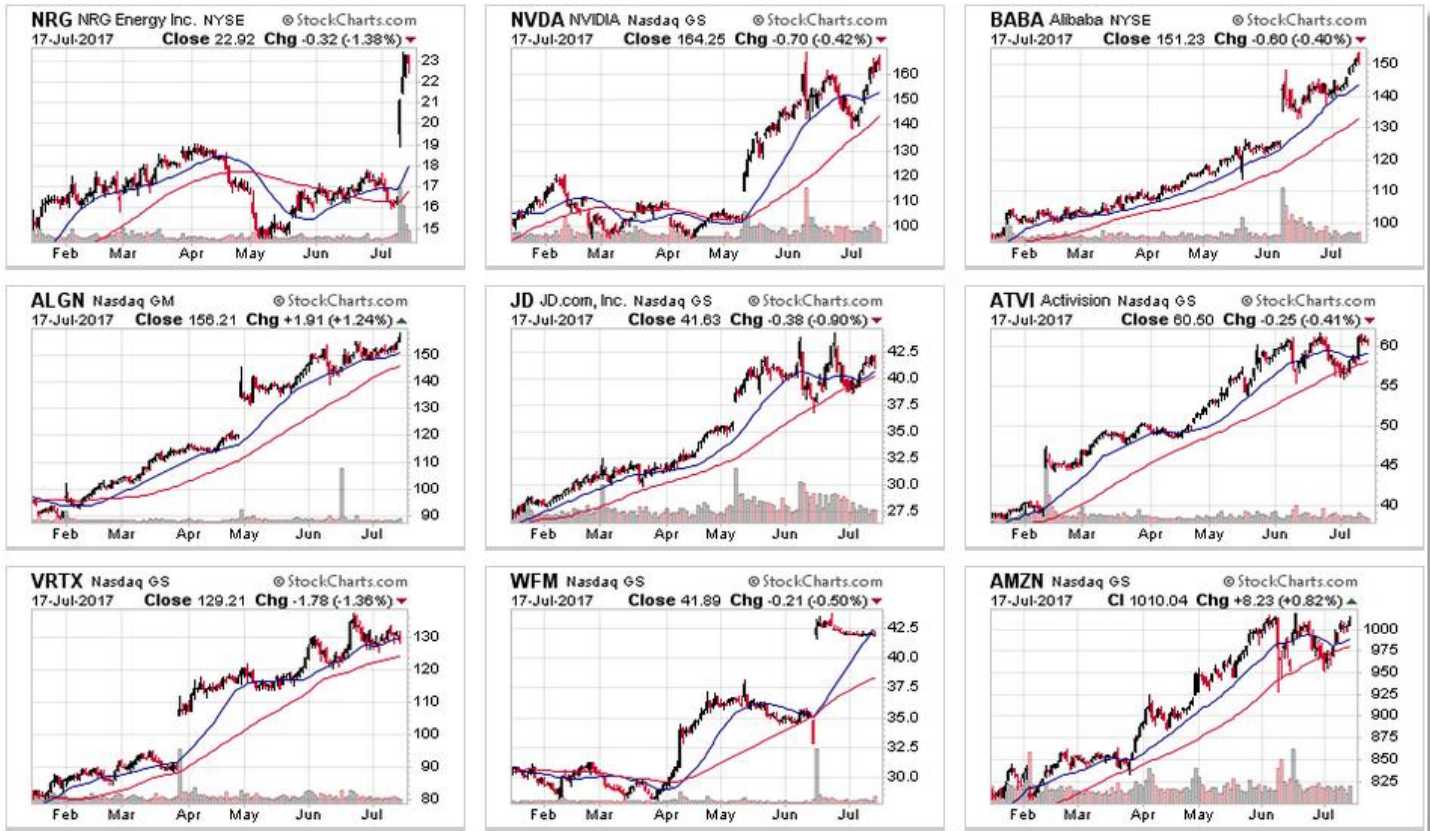 NRG NRG Energy Inc. NYSE © StockCharts.com
17-Jul-2017 Close 22.92 Chg -0.32 (-1.38%)
23
22
21
20
19
18
17
16
15
Feb Mar Apr May Jun Jul
NVDA NVIDIA Nasdaq GS © StockCharts.com
17-Jul-2017 Close 164.25 Chg -0.70 (-0.42%)
160
150
140
130
120
110
100
Feb Mar Apr May Jun Jul
BABA Alibaba NYSE © StockCharts.com
17-Jul-2017 Close 151.23 Chg -0.60 (-0.40%)
150
140
130
120
110
100
Feb Mar Apr May Jun Jul
ALGN Nasdaq GM © StockCharts.com
17-Jul-2017 Close 156.21 Chg +1.91 (+1.24%)
150
140
130
120
110
100
90
Feb Mar Apr May Jun Jul
JD JD.com, Inc. Nasdaq GS © StockCharts.com
17-Jul-2017 Close 41.63 Chg -0.38 (-0.90%)
42.5
40.0
37.5
35.0
32.5
30.0
27.5
Feb Mar Apr May Jun Jul
ATVI Activision Nasdaq GS © StockCharts.com
17-Jul-2017 Close 60.50 Chg -0.25 (-0.41%)
60
55
50
45
40
Feb Mar Apr May Jun Jul
VRTX Nasdaq GS © StockCharts.com
17-Jul-2017 Close 129.21 Chg -1.78 (-1.36%)
130
120
110
100
90
80
Feb Mar Apr May Jun Jul
WFM Nasdaq GS © StockCharts.com
17-Jul-2017 Close 41.89 Chg -0.21 (-0.50%)
42.5
40.0
37.5
35.0
32.5
30.0
Feb Mar Apr May Jun Jul
AMZN Nasdaq GS © StockCharts.com
17-Jul-2017 Cl 1010.04 Chg +8.23 (+0.82%)
1000
975
950
925
900
875
850
825
Feb Mar Apr May Jun Jul